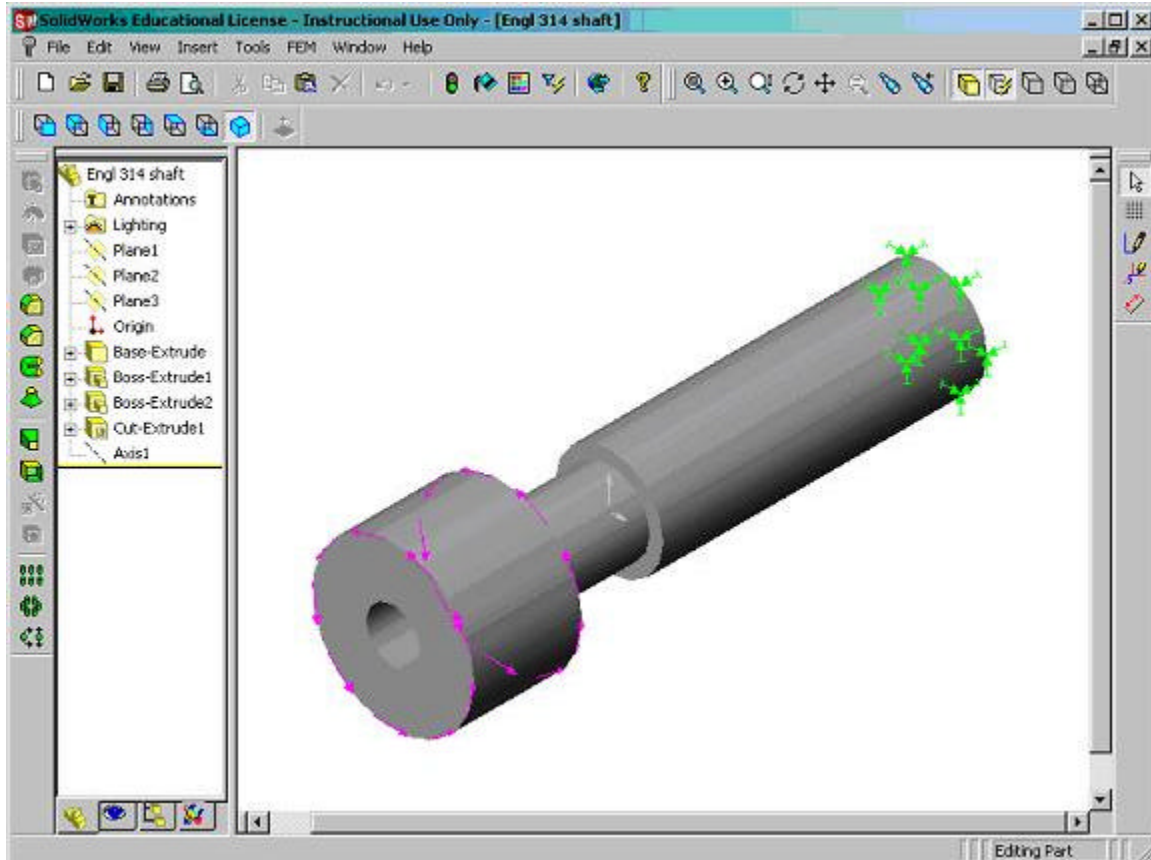 SolidWorks Educational License - Instructional Use Only - [Engl 314 shaft]
File Edit View Insert Tools FEM Window Help
Engl 314 shaft
Annotations
Lighting
Plane1
Plane2
Plane3
Origin
Base-Extrude
Boss-Extrude1
Boss-Extrude2
Cut-Extrude1
Axis1
Editing Part